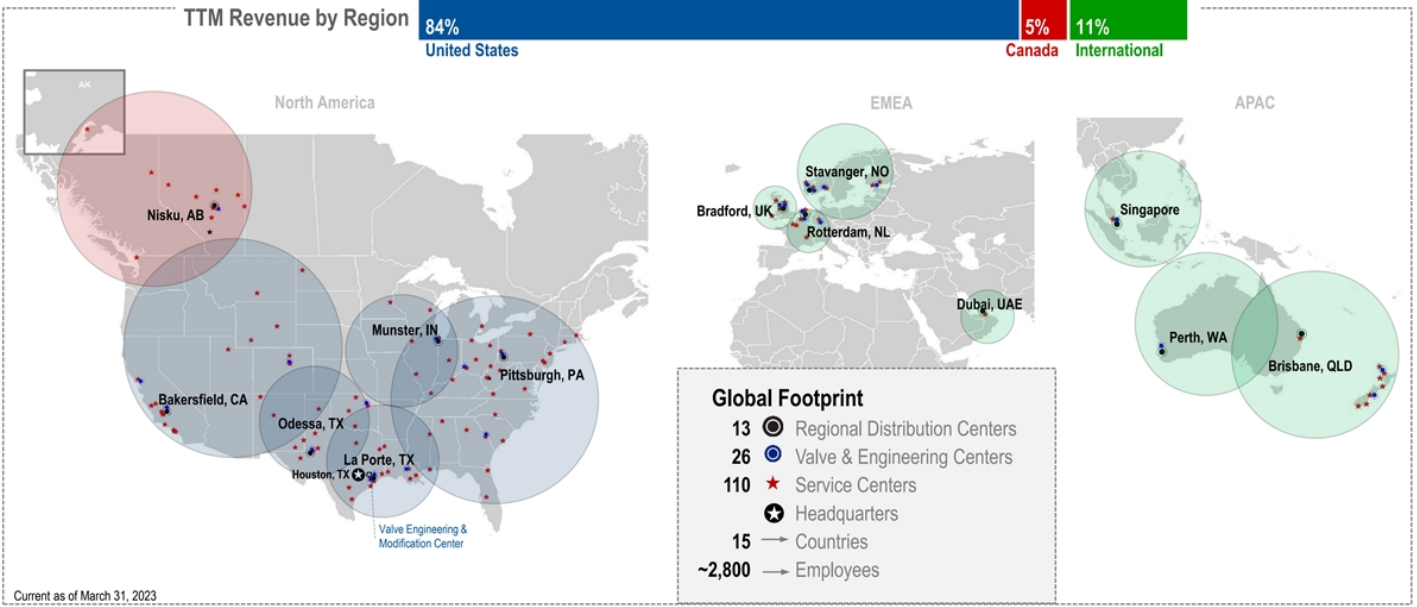 TTM Revenue by Region
84%
5%
11%
United States
Canada
International
AK
North America
EMEA
APAC
Nisku, AB
Stavanger, NO
Bradford, UK
Rotterdam, NL
Singapore
Dubai, UAE
Munster, IN
Pittsburgh, PA
Perth, WA
Brisbane, QLD
Bakersfield, CA
Odessa, TX
La Porte, TX
Houston, TX
Valve Engineering &
Modification Center
Global Footprint
13 Regional Distribution Centers
26 Valve & Engineering Centers
110 Service Centers
Headquarters
15 Countries
~2,800 Employees
Current as of March 31, 2023